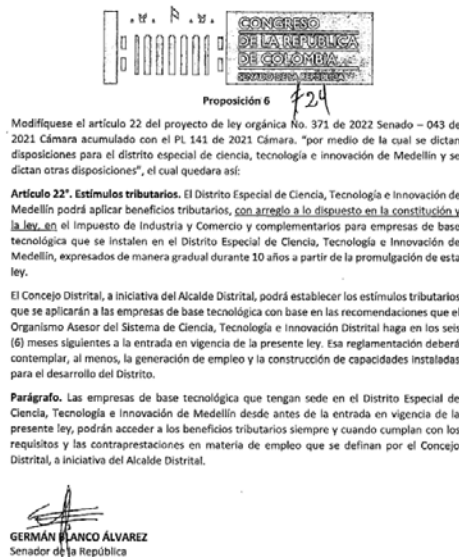 CONGRESO
DE LA REPÚBLICA
DE COLOMBIA
SENADO DE LA REPÚBLICA
Proposición 6
724
Modifíquese el artículo 22 del proyecto de ley orgánica No. 371 de 2022 Senado – 043 de
2021 Cámara acumulado con el PL 141 de 2021 Cámara. "por medio de la cual se dictan
disposiciones para el distrito especial de ciencia, tecnología e innovación de Medellín y se
dictan otras disposiciones", el cual quedara así:
Artículo 22°. Estímulos tributarios. El Distrito Especial de Ciencia, Tecnología e Innovación de
Medellín podrá aplicar beneficios tributarios, con arreglo a lo dispuesto en la constitución y
la ley, en el Impuesto de Industria y Comercio y complementarios para empresas de base
tecnológica que se instalen en el Distrito Especial de Ciencia, Tecnología e Innovación de
Medellín, expresados de manera gradual durante 10 años a partir de la promulgación de esta
ley.
El Concejo Distrital, a iniciativa del Alcalde Distrital, podrá establecer los estímulos tributarios
que se aplicarán a las empresas de base tecnológica con base en las recomendaciones que el
Organismo Asesor del Sistema de Ciencia, Tecnología e Innovación Distrital haga en los seis
(6) meses siguientes a la entrada en vigencia de la presente ley. Esa reglamentación deberá
contemplar, al menos, la generación de empleo y la construcción de capacidades instaladas
para el desarrollo del Distrito.
Parágrafo. Las empresas de base tecnológica que tengan sede en el Distrito Especial de
Ciencia, Tecnología e Innovación de Medellín desde antes de la entrada en vigencia de la
presente ley, podrán acceder a los beneficios tributarios siempre y cuando cumplan con los
requisitos y las contraprestaciones en materia de empleo que se definan por el Concejo
Distrital, a iniciativa del Alcalde Distrital.
GERMÁN BLANCO ÁLVAREZ
Senador de la República